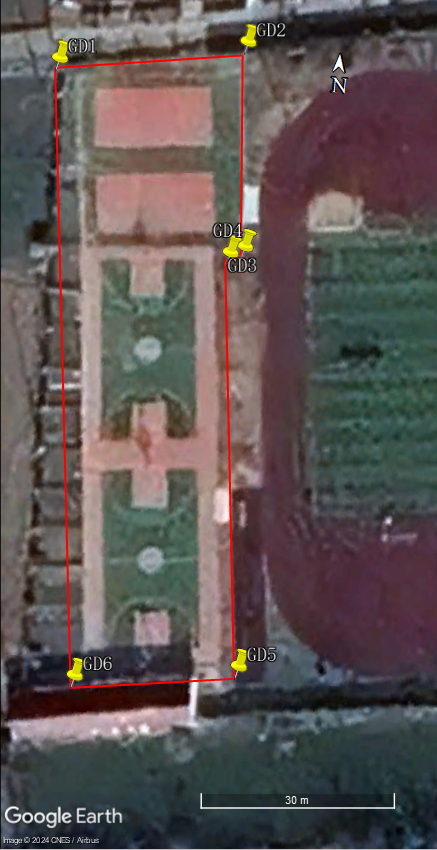 GD1
GD2
N
GD4
GD3
GD5
GD6
30 m
Google Earth
Image © 2024 CNES / Airbus